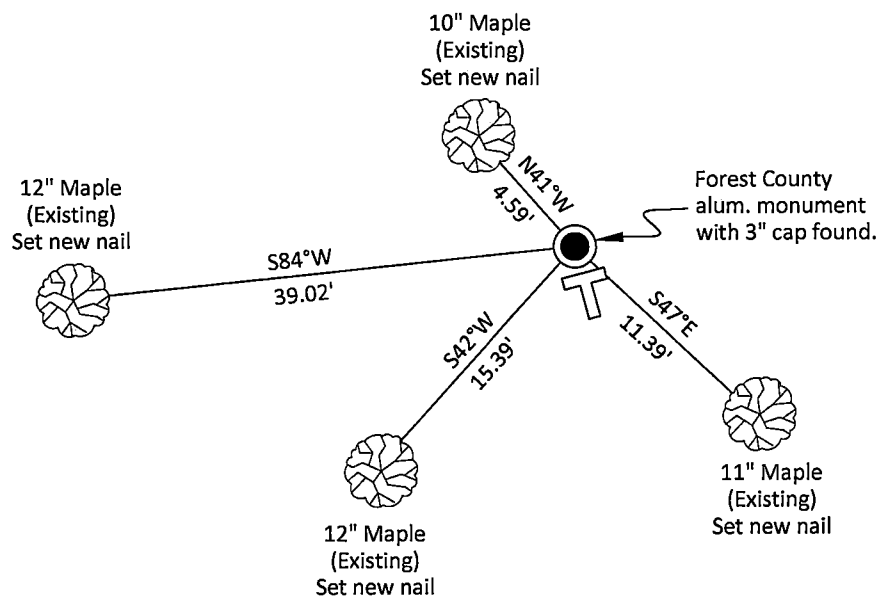 10" Maple
(Existing)
Set new nail
12" Maple
(Existing)
Set new nail
N41°W
4.59'
Forest County
alum. monument
with 3" cap found.
S84°W
39.02'
S42°W
15.39'
S47°E
11.39'
11" Maple
(Existing)
Set new nail
12" Maple
(Existing)
Set new nail